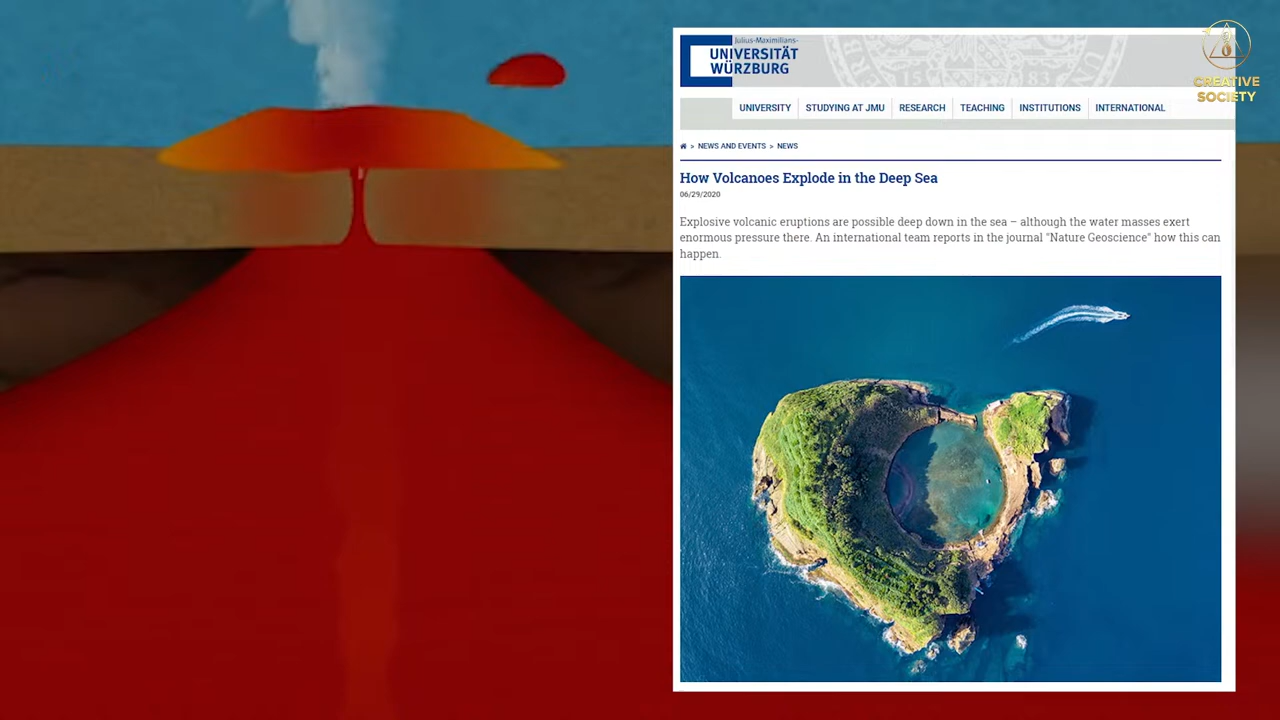 Julius-Maximilians-
UNIVERSITÄT
WÜRZBURG
CREATIVE
SOCIETY
UNIVERSITY STUDYING AT JMU RESEARCH TEACHING INSTITUTIONS INTERNATIONAL
> NEWS AND EVENTS > NEWS
How Volcanoes Explode in the Deep Sea
06/29/2020
Explosive volcanic eruptions are possible deep down in the sea – although the water masses exert
enormous pressure there. An international team reports in the journal "Nature Geoscience" how this can
happen.